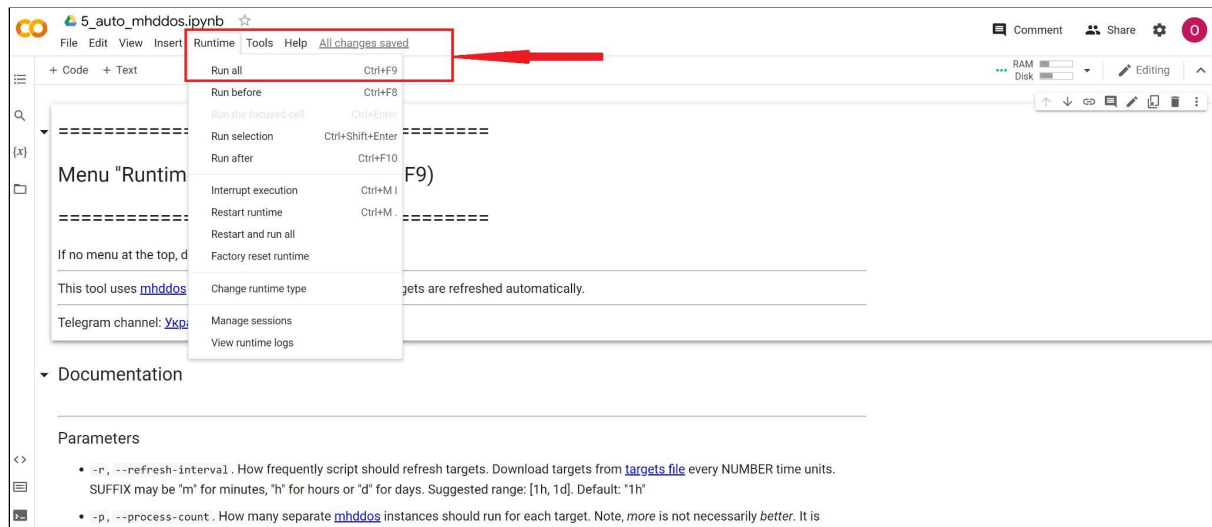 5_auto_mhddos.ipynb
Comment Share O
File Edit View Insert Runtime Tools Help All changes saved
+ Code + Text
RAM
Disk
Editing
Run all Ctrl+F9
Run before Ctrl+F8
Run the focused cell Ctrl+Enter
Run selection Ctrl+Shift+Enter
Run after Ctrl+F10
Interrupt execution Ctrl+M I
Restart runtime Ctrl+M .
Restart and run all
Factory reset runtime
Change runtime type
Manage sessions
View runtime logs
{x}
============ ========
Menu "Runtim F9)
============ ========
If no menu at the top, d
This tool uses mhddos gets are refreshed automatically.
Telegram channel: Укра
Documentation
Parameters
• -r, --refresh-interval. How frequently script should refresh targets. Download targets from targets file every NUMBER time units.
SUFFIX may be "m" for minutes, "h" for hours or "d" for days. Suggested range: [1h, 1d]. Default: "1h"
• -p, --process-count. How many separate mhddos instances should run for each target. Note, more is not necessarily better. It is